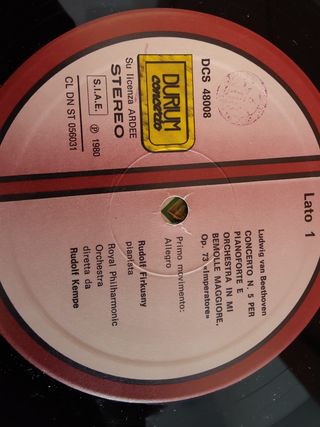 Lato 1
DCS 48008
DURIUM
concerto
Su licenza ARDEE
STEREO
S.I.A.E.
Ⓟ 1980
CL DN ST 056031
Ludwig van Beethoven
CONCERTO N. 5 PER
PIANOFORTE E
ORCHESTRA IN MI
BEMOLLE MAGGIORE,
Op. 73 «Imperatore»
Primo movimento:
Allegro
Rudolf Firkusny
pianista
Royal Philharmonic
Orchestra
diretta da
Rudolf Kempe